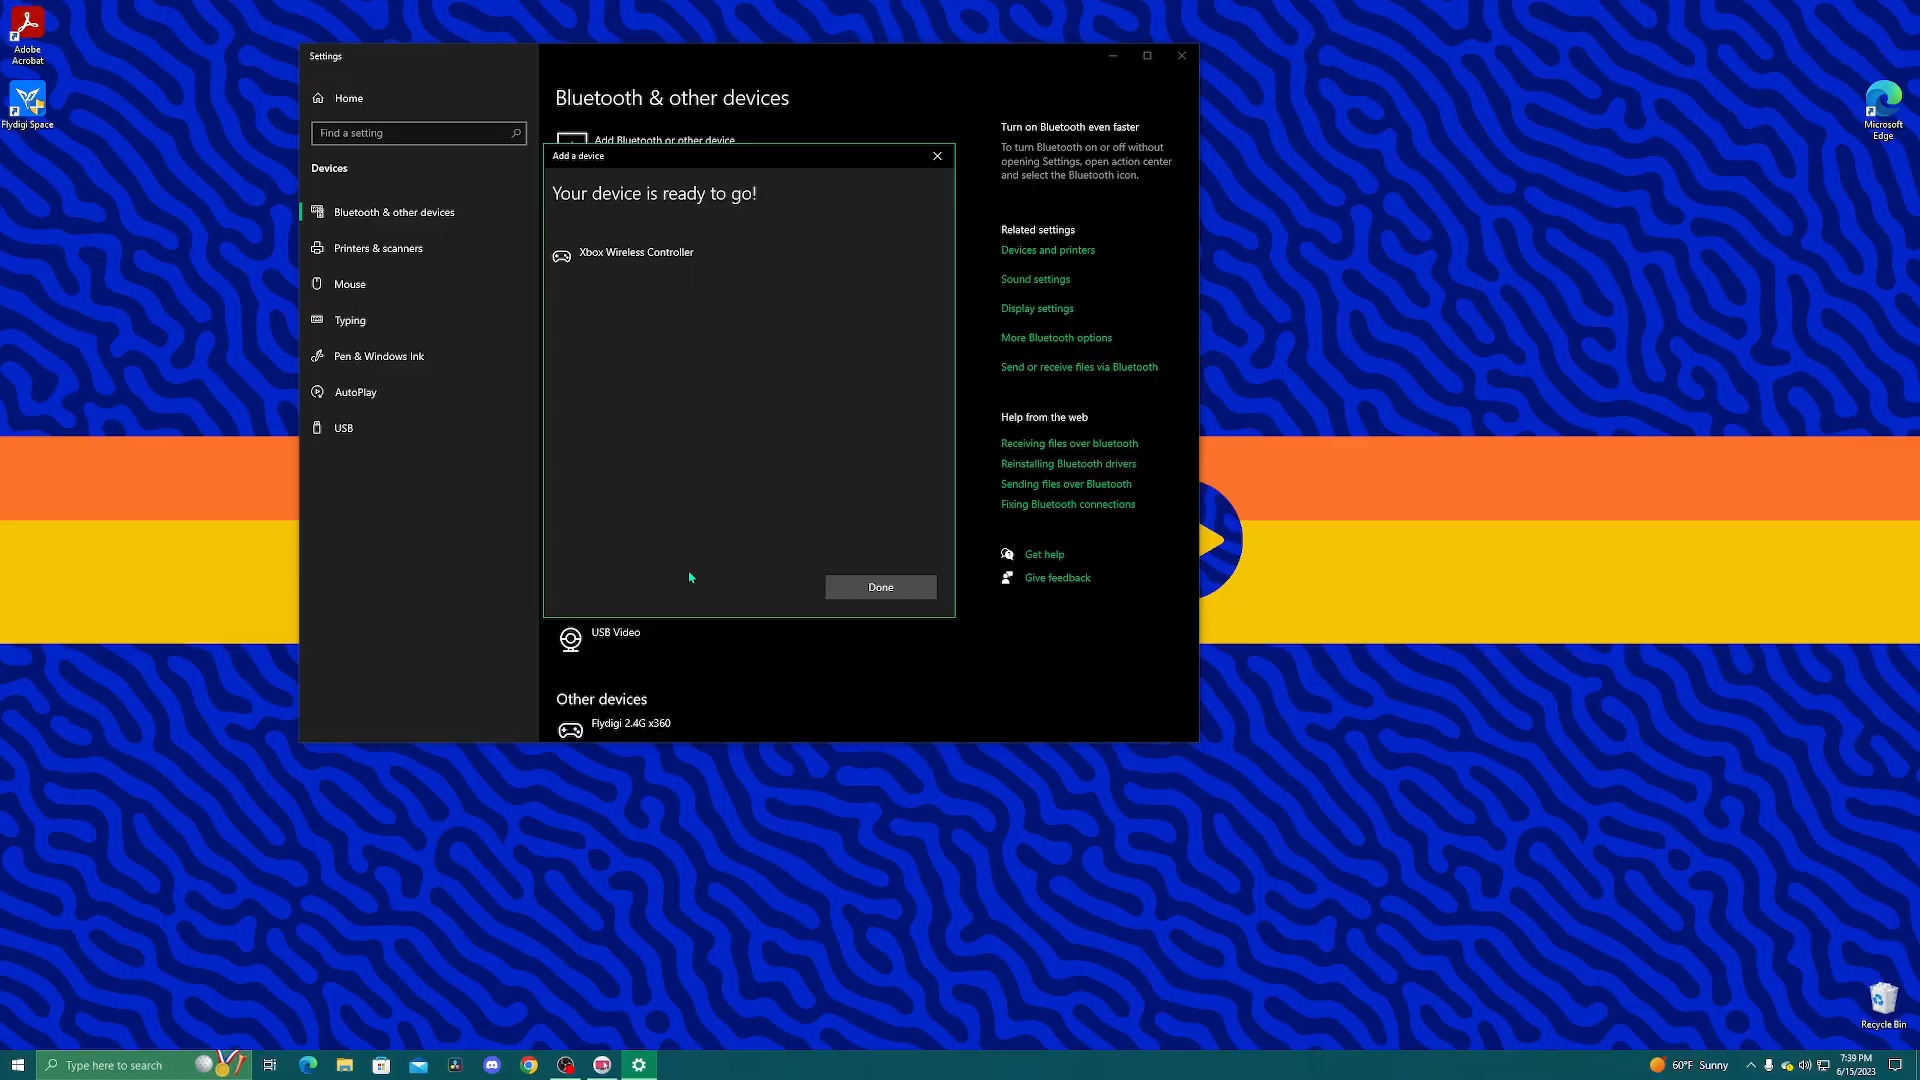 Adobe
Acrobat
Flydigi Space
Settings
Home
Find a setting
Devices
Bluetooth & other devices
Printers & scanners
Mouse
Typing
Pen & Windows Ink
AutoPlay
USB
Bluetooth & other devices
Add Bluetooth or other device
Add a device
Your device is ready to go!
Xbox Wireless Controller
Done
USB Video
Other devices
Flydigi 2.4G x360
Turn on Bluetooth even faster
To turn Bluetooth on or off without
opening Settings, open action center
and select the Bluetooth icon.
Related settings
Devices and printers
Sound settings
Display settings
More Bluetooth options
Send or receive files via Bluetooth
Help from the web
Receiving files over bluetooth
Reinstalling Bluetooth drivers
Sending files over Bluetooth
Fixing Bluetooth connections
Get help
Give feedback
Microsoft
Edge
Recycle Bin
Type here to search
60°F Sunny
7:39 PM
6/15/2023